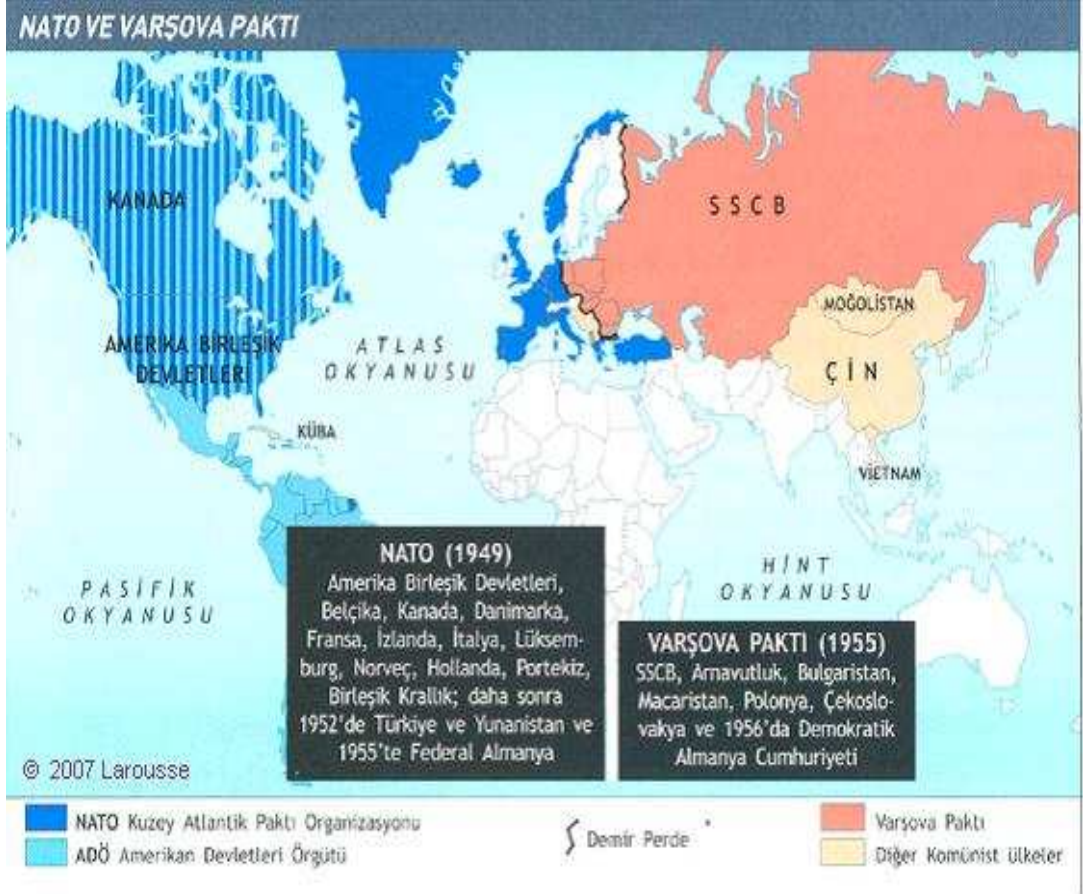 NATO VE VARŞOVA PAKTI
KANADA
SSCB
MOĞOLİSTAN
AMERIKA BİRLEŞİK
DEVLETLERİ
ATLAS
OKYANUSU
ÇİN
KÜBA
VİETNAM
PASİFİK
OKYANUSU
HİNT
OKYANUSU
NATO (1949)
Amerika Birleşik Devletleri,
Belçika, Kanada, Danimarka,
Fransa, İzlanda, İtalya, Lüksem-
burg, Norveç, Hollanda, Portekiz,
Birleşik Krallık; daha sonra
1952'de Türkiye ve Yunanistan ve
1955'te Federal Almanya
VARŞOVA PAKTI (1955)
SSCB, Arnavutluk, Bulgaristan,
Macaristan, Polonya, Çekoslo-
vakya ve 1956'da Demokratik
Almanya Cumhuriyeti
© 2007 Larousse
NATO Kuzey Atlantik Paktı Organizasyonu
ADÖ Amerikan Devletleri Örgütü
Demir Perde
Varşova Paktı
Diğer Komünist ülkeler